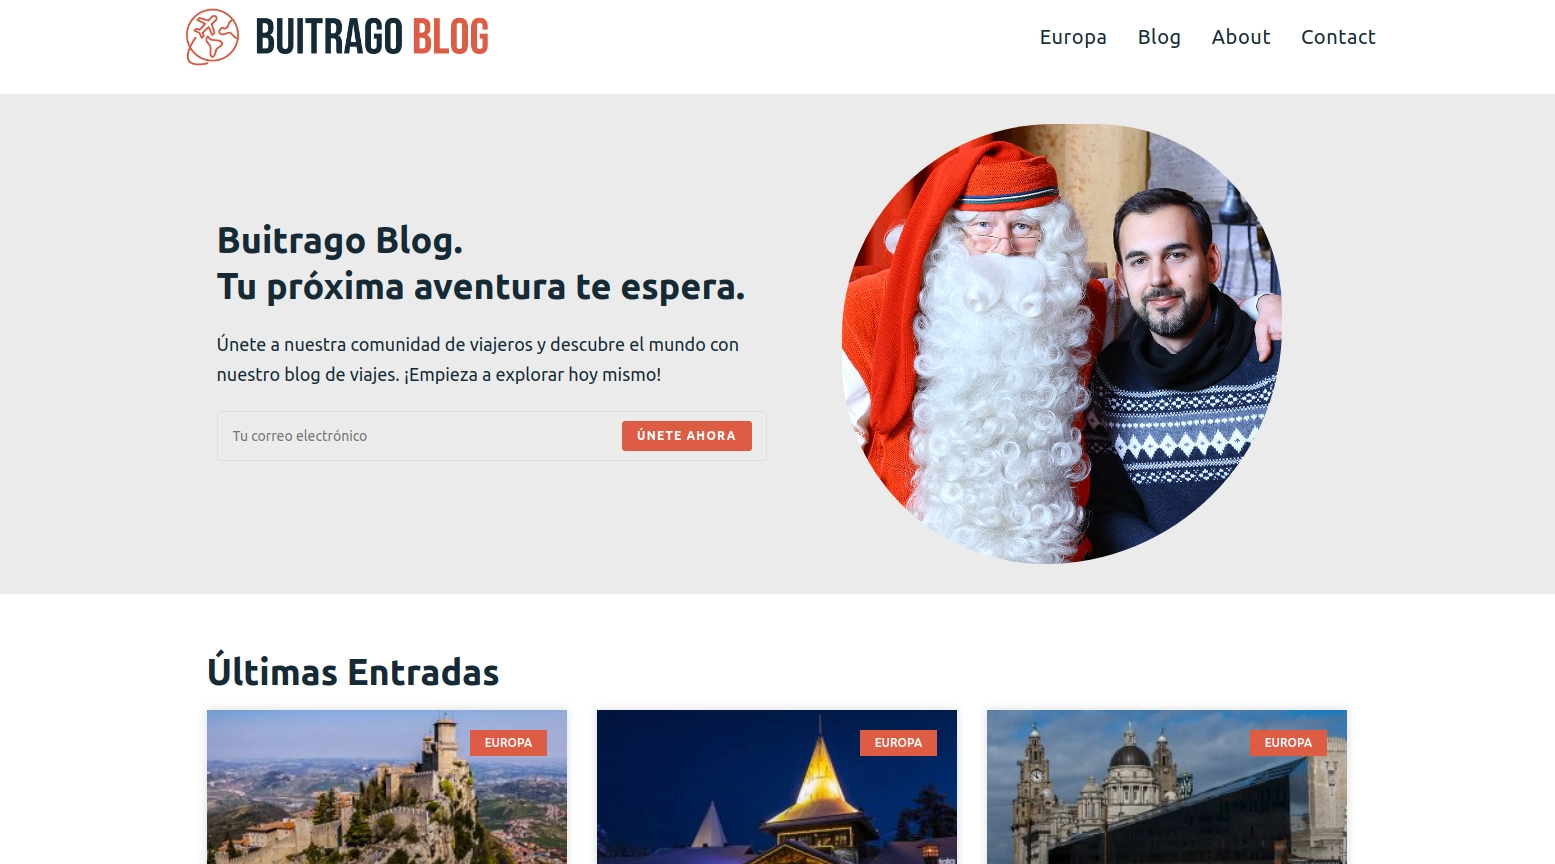 BUITRAGO BLOG
Europa
Blog
About
Contact
Buitrago Blog.
Tu próxima aventura te espera.
Únete a nuestra comunidad de viajeros y descubre el mundo con
nuestro blog de viajes. ¡Empieza a explorar hoy mismo!
Tu correo electrónico
ÚNETE AHORA
Últimas Entradas
EUROPA
EUROPA
EUROPA